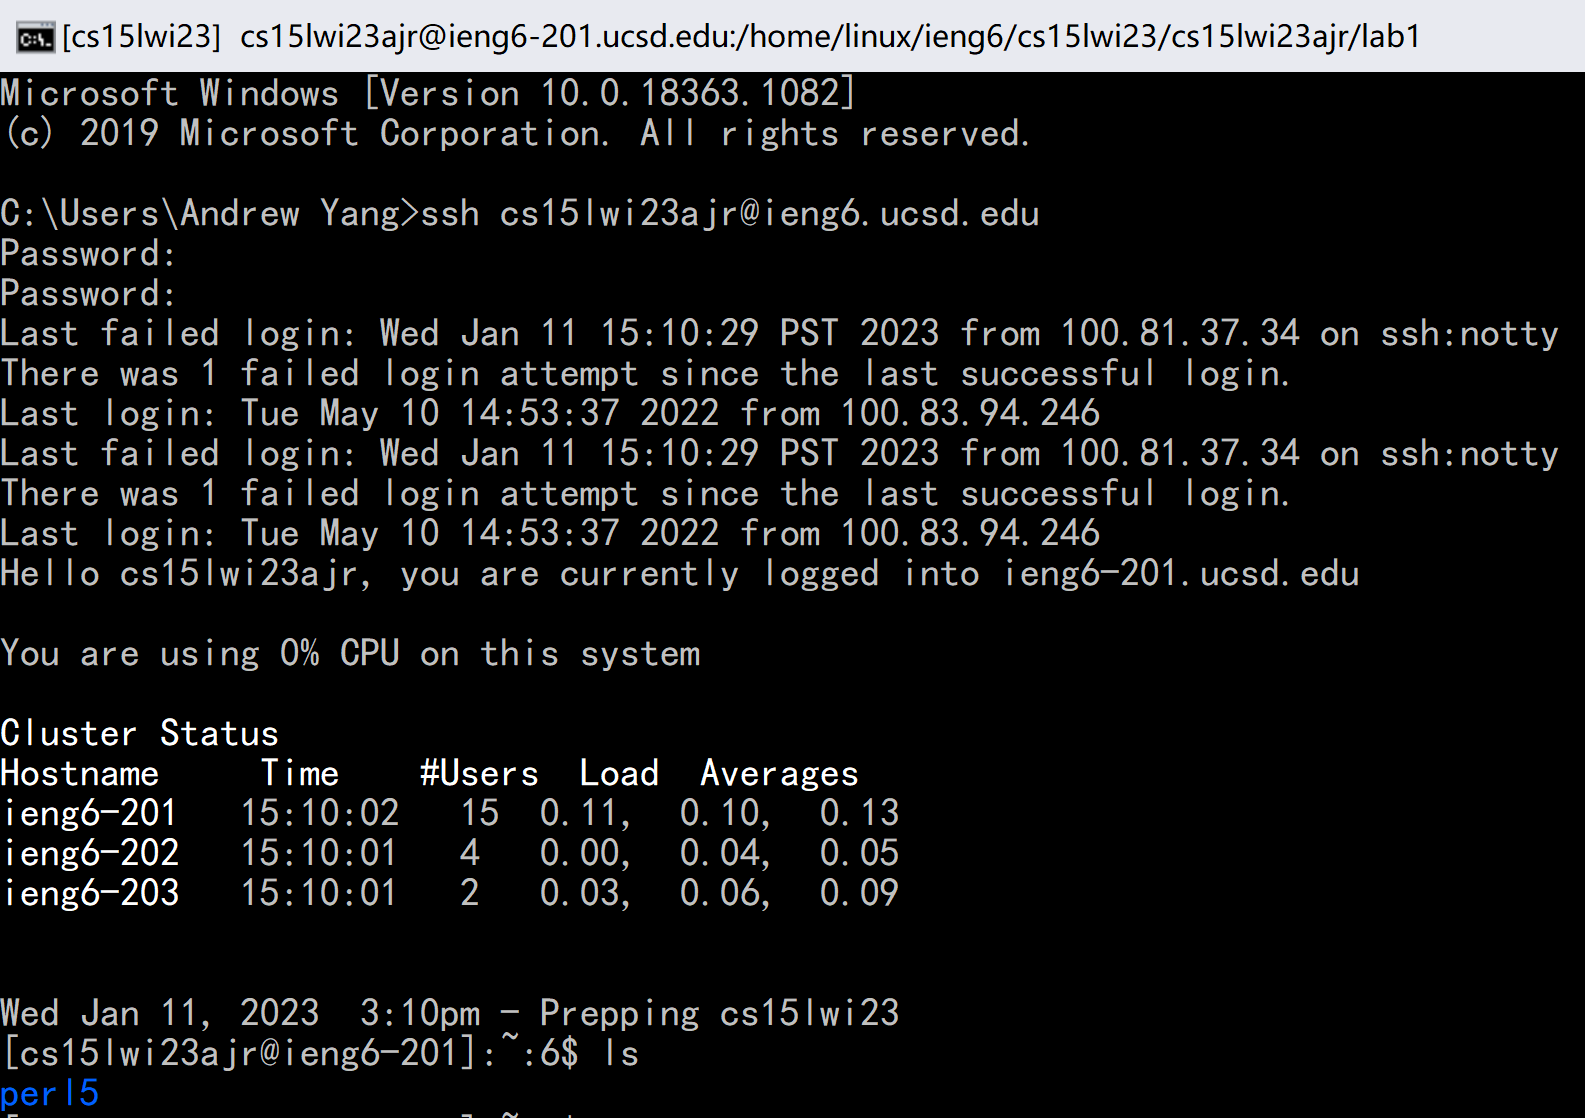 [cs15lwi23] cs15lwi23ajr@ieng6-201.ucsd.edu:/home/linux/ieng6/cs15lwi23/cs15lwi23ajr/lab1
Microsoft Windows [Version 10.0.18363.1082]
(c) 2019 Microsoft Corporation. All rights reserved.
C:\Users\Andrew Yang>ssh cs15lwi23ajr@ieng6.ucsd.edu
Password:
Password:
Last failed login: Wed Jan 11 15:10:29 PST 2023 from 100.81.37.34 on ssh:notty
There was 1 failed login attempt since the last successful login.
Last login: Tue May 10 14:53:37 2022 from 100.83.94.246
Last failed login: Wed Jan 11 15:10:29 PST 2023 from 100.81.37.34 on ssh:notty
There was 1 failed login attempt since the last successful login.
Last login: Tue May 10 14:53:37 2022 from 100.83.94.246
Hello cs15lwi23ajr, you are currently logged into ieng6-201.ucsd.edu
You are using 0% CPU on this system
Cluster Status
Hostname Time #Users Load Averages
ieng6-201 15:10:02 15 0.11, 0.10, 0.13
ieng6-202 15:10:01 4 0.00, 0.04, 0.05
ieng6-203 15:10:01 2 0.03, 0.06, 0.09
Wed Jan 11, 2023 3:10pm - Prepping cs15lwi23
[cs15lwi23ajr@ieng6-201]:~:6$ ls
perl5